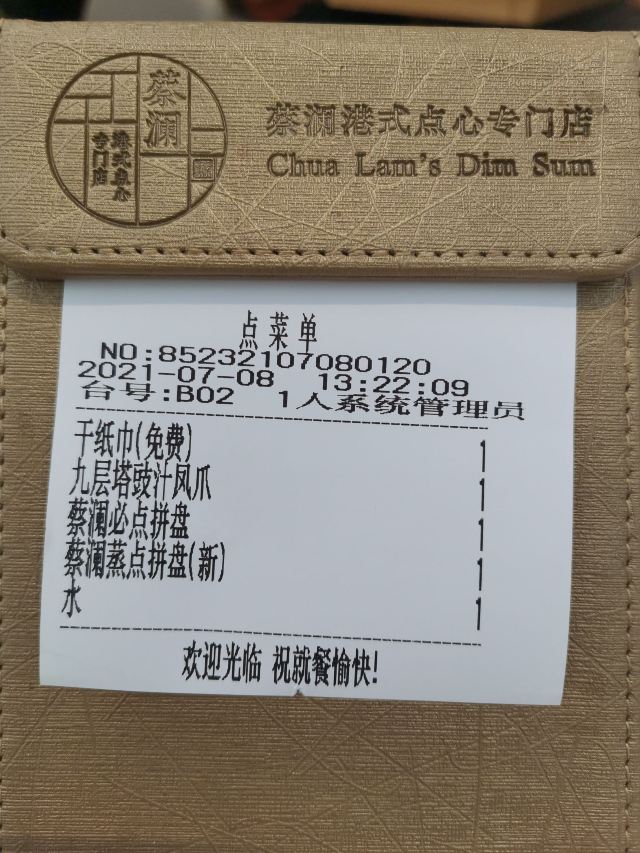 蔡澜
港式点心
专门店
蔡澜港式点心专门店
Chua Lam's Dim Sum
点菜单
NO:85232107080120
2021-07-08 13:22:09
台号:B02 1人系统管理员
干纸巾(免费) 1
九层塔豉汁凤爪 1
蔡澜必点拼盘 1
蔡澜蒸点拼盘(新) 1
水 1
欢迎光临 祝就餐愉快!